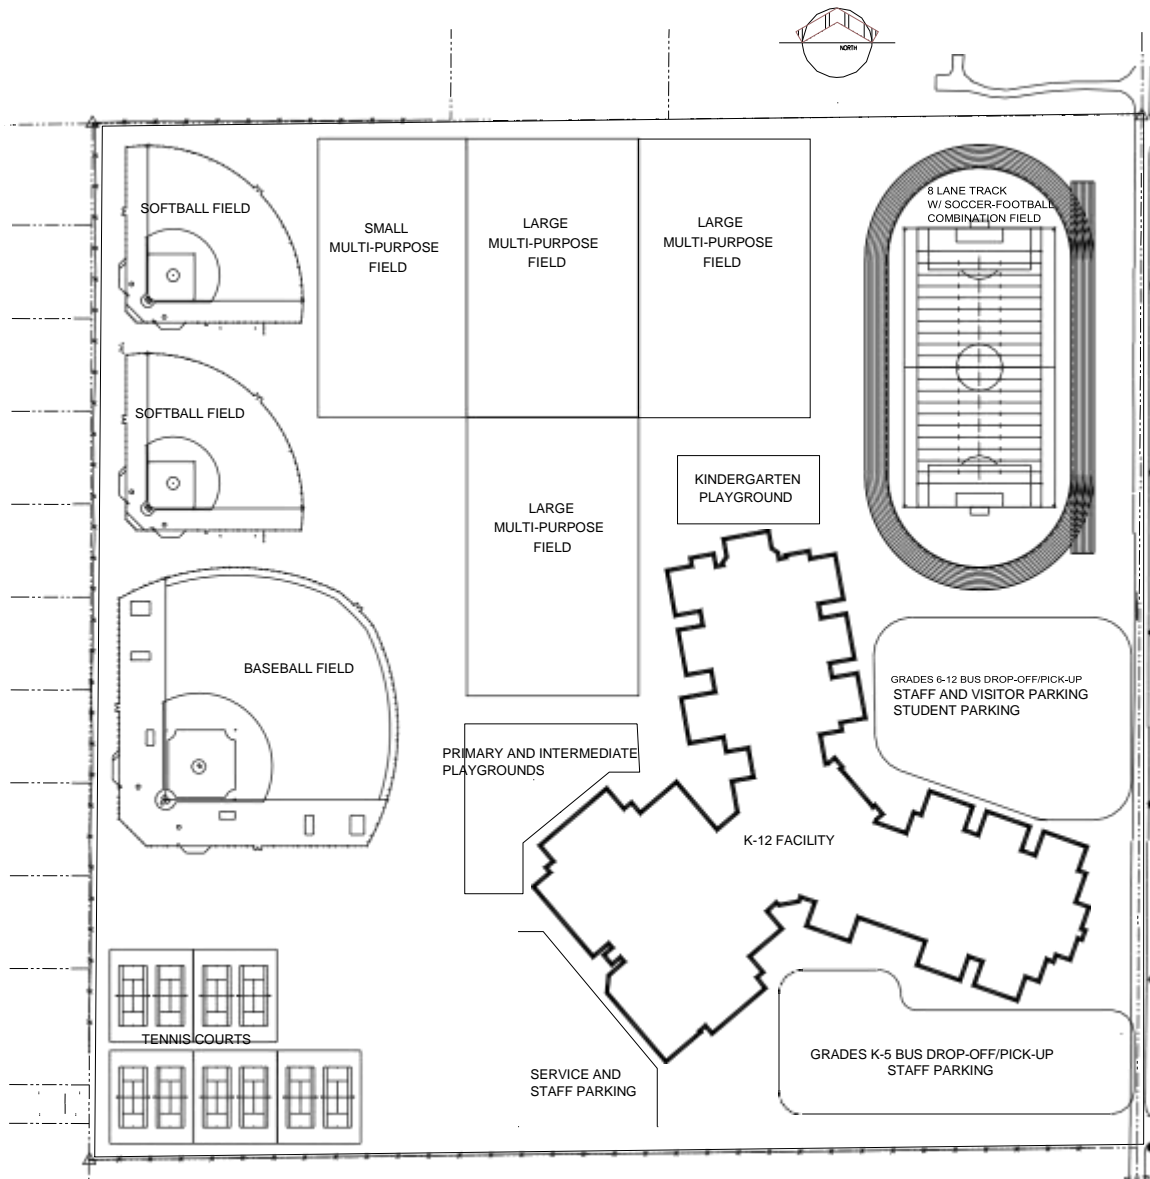 NORTH
8 LANE TRACK
W/ SOCCER-FOOTBALL
COMBINATION FIELD
SOFTBALL FIELD
SMALL
MULTI-PURPOSE
FIELD
LARGE
MULTI-PURPOSE
FIELD
LARGE
MULTI-PURPOSE
FIELD
SOFTBALL FIELD
KINDERGARTEN
PLAYGROUND
LARGE
MULTI-PURPOSE
FIELD
BASEBALL FIELD
GRADES 6-12 BUS DROP-OFF/PICK-UP
STAFF AND VISITOR PARKING
STUDENT PARKING
PRIMARY AND INTERMEDIATE
PLAYGROUNDS
K-12 FACILITY
TENNIS COURTS
SERVICE AND
STAFF PARKING
GRADES K-5 BUS DROP-OFF/PICK-UP
STAFF PARKING